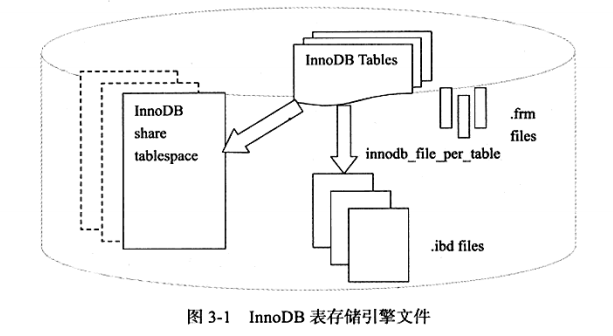 InnoDB Tables
InnoDB
share
tablespace
.frm
files
innodb_file_per_table
.ibd files
图 3-1 InnoDB 表存储引擎文件